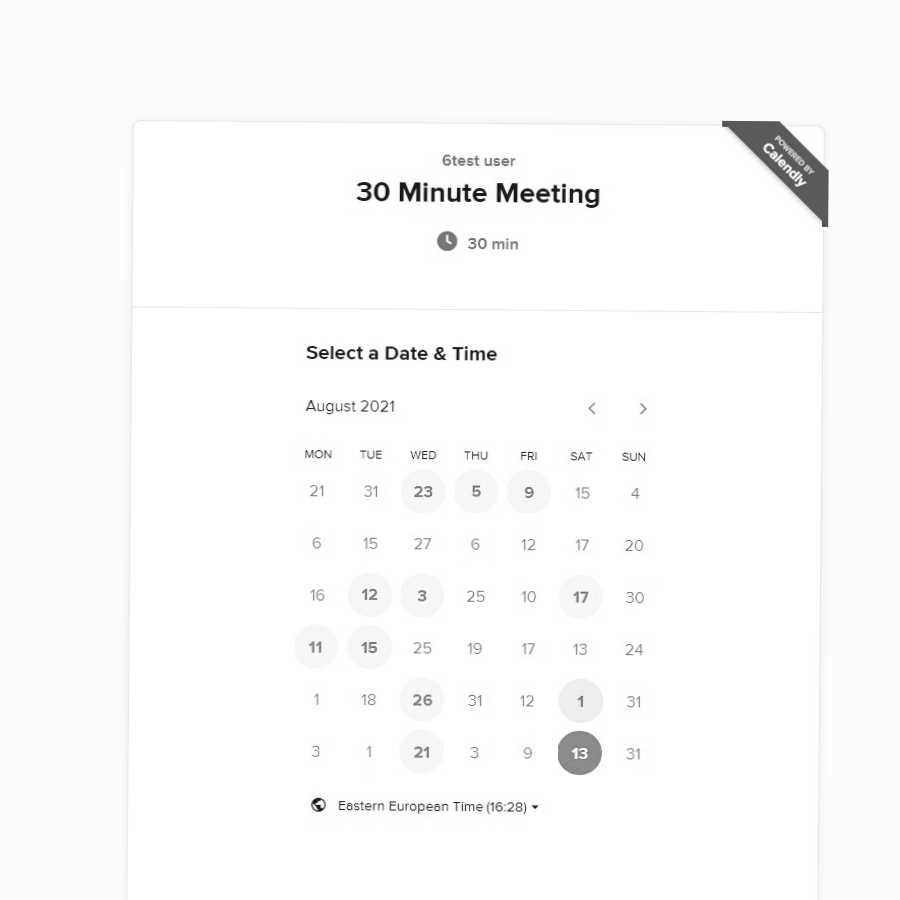 POWERED BY
Calendly
6test user
30 Minute Meeting
30 min
Select a Date & Time
August 2021
MON TUE WED THU FRI SAT SUN
21 31 23 5 9 15 4
6 15 27 6 12 17 20
16 12 3 25 10 17 30
11 15 25 19 17 13 24
1 18 26 31 12 1 31
3 1 21 3 9 13 31
Eastern European Time (16:28)